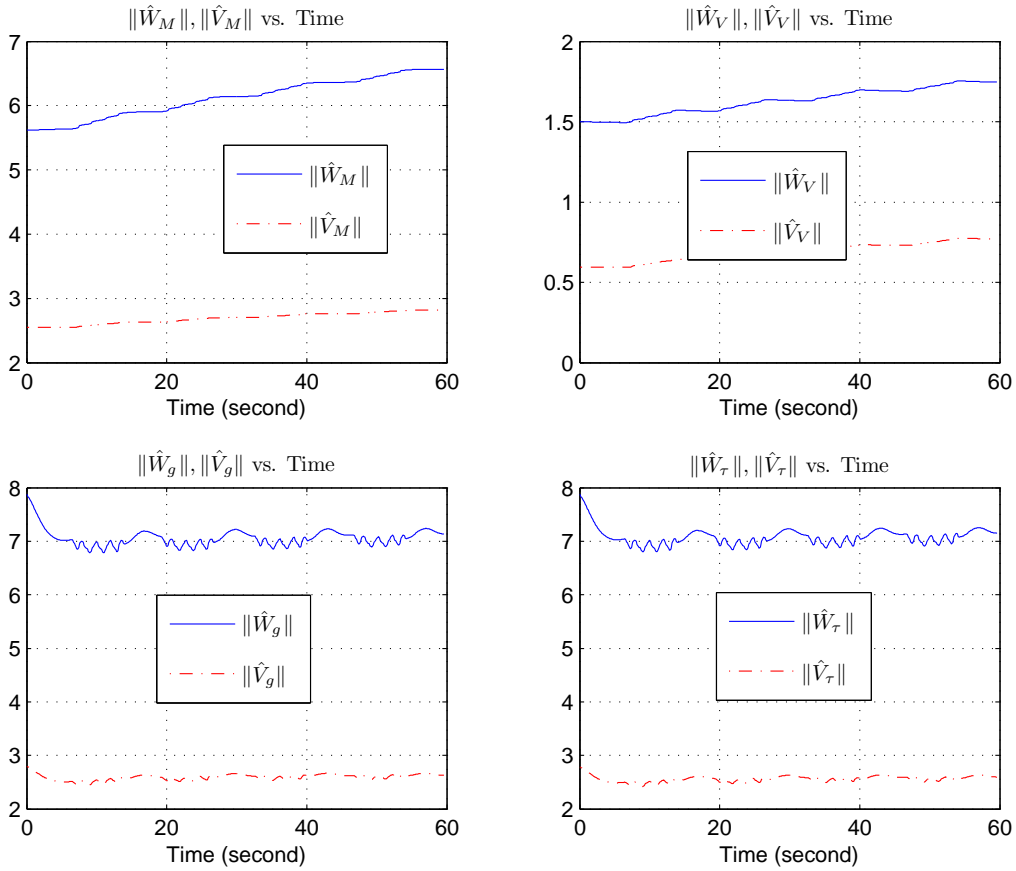 ‖Ŵ_M‖, ‖V̂_M‖ vs. Time
7
6
5
4
3
2
‖Ŵ_M‖
‖V̂_M‖
0 20 40 60
Time (second)
‖Ŵ_V‖, ‖V̂_V‖ vs. Time
2
1.5
1
0.5
0
‖Ŵ_V‖
‖V̂_V‖
0 20 40 60
Time (second)
‖Ŵ_g‖, ‖V̂_g‖ vs. Time
8
7
6
5
4
3
2
‖Ŵ_g‖
‖V̂_g‖
0 20 40 60
Time (second)
‖Ŵ_τ‖, ‖V̂_τ‖ vs. Time
8
7
6
5
4
3
2
‖Ŵ_τ‖
‖V̂_τ‖
0 20 40 60
Time (second)